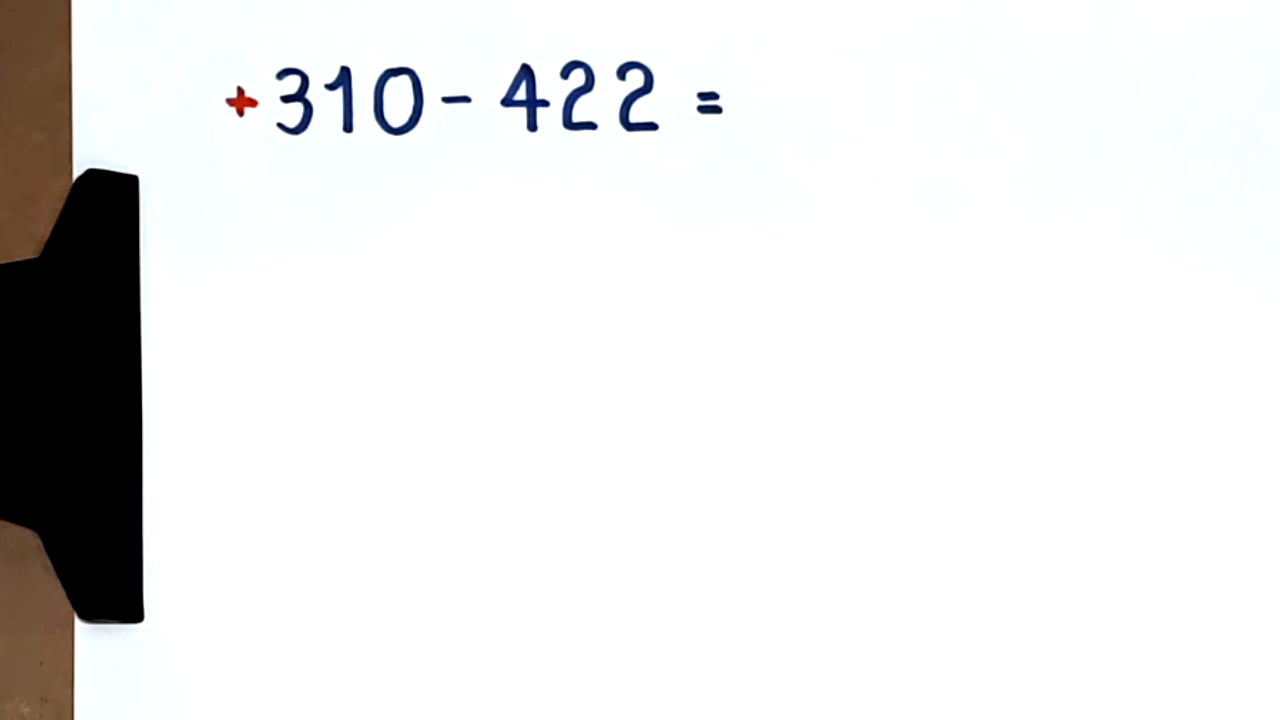 +310 - 422 =